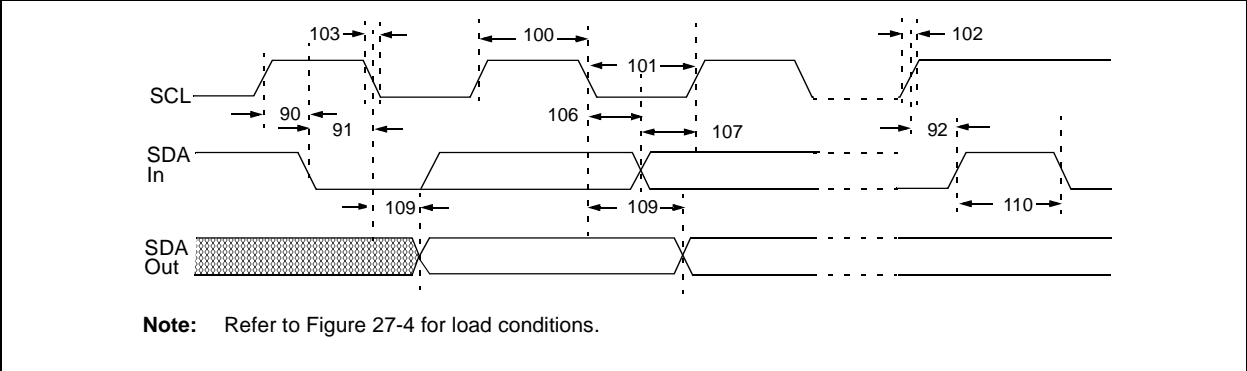 103
100
101
102
SCL
90
91
106
107
92
SDA
In
109
109
110
SDA
Out
Note: Refer to Figure 27-4 for load conditions.